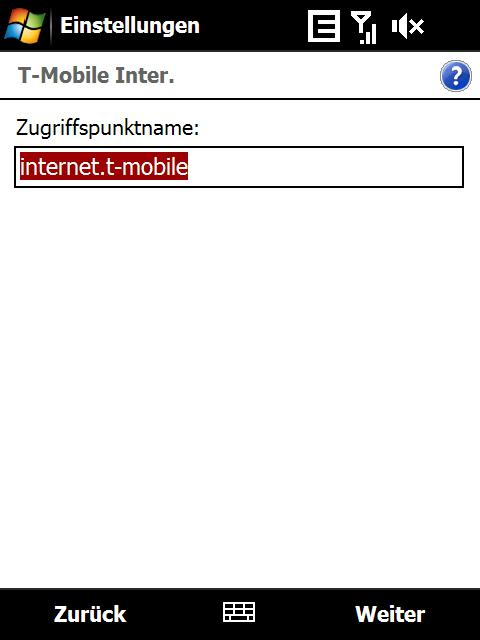 Einstellungen
T-Mobile Inter.
Zugriffspunktname:
internet.t-mobile
Zurück
Weiter